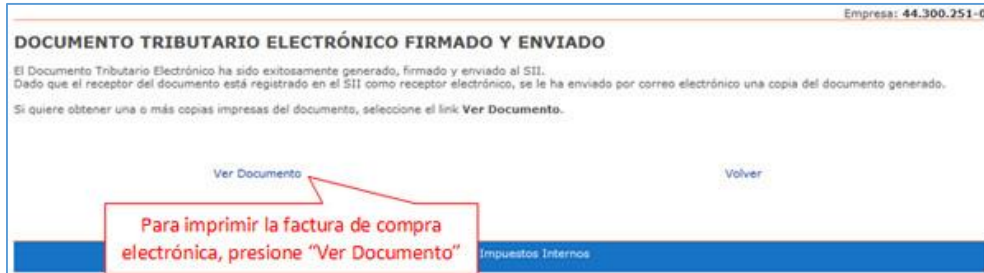 Empresa: 44.300.251-0
DOCUMENTO TRIBUTARIO ELECTRÓNICO FIRMADO Y ENVIADO
El Documento Tributario Electrónico ha sido exitosamente generado, firmado y enviado al SII.
Dado que el receptor del documento está registrado en el SII como receptor electrónico, se le ha enviado por correo electrónico una copia del documento generado.
Si quiere obtener una o más copias impresas del documento, seleccione el link Ver Documento.
Ver Documento
Volver
Para imprimir la factura de compra
electrónica, presione “Ver Documento”
Impuestos Internos